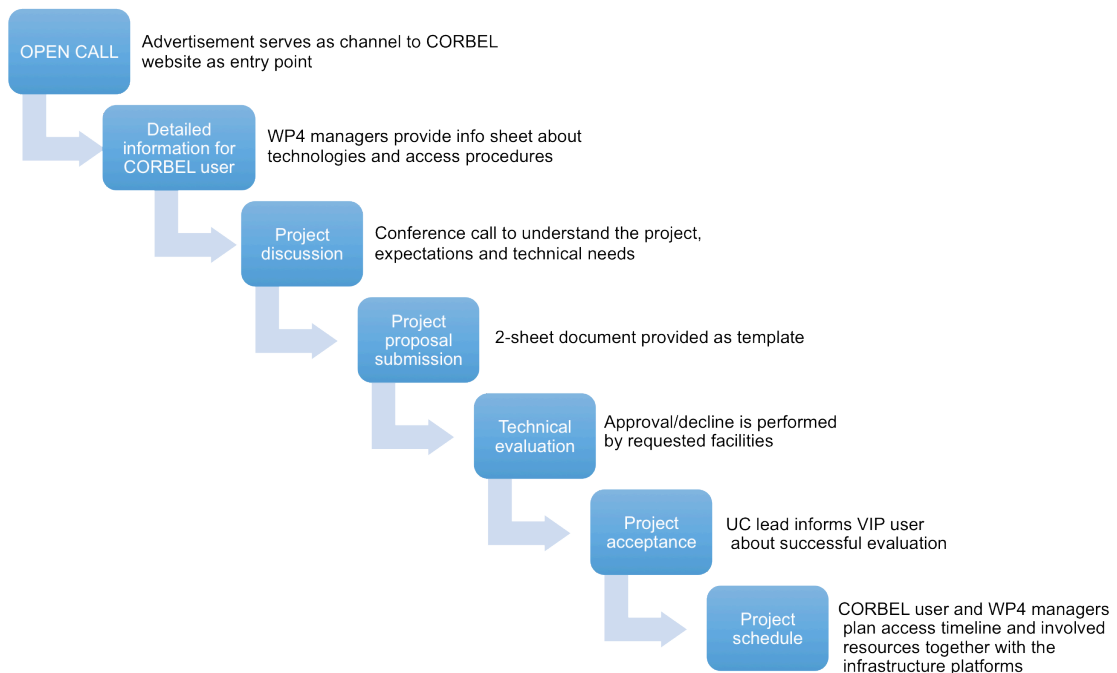 OPEN CALL
Advertisement serves as channel to CORBEL
website as entry point
Detailed
information for
CORBEL user
WP4 managers provide info sheet about
technologies and access procedures
Project
discussion
Conference call to understand the project,
expectations and technical needs
Project
proposal
submission
2-sheet document provided as template
Technical
evaluation
Approval/decline is performed
by requested facilities
Project
acceptance
UC lead informs VIP user
about successful evaluation
Project
schedule
CORBEL user and WP4 managers
plan access timeline and involved
resources together with the
infrastructure platforms